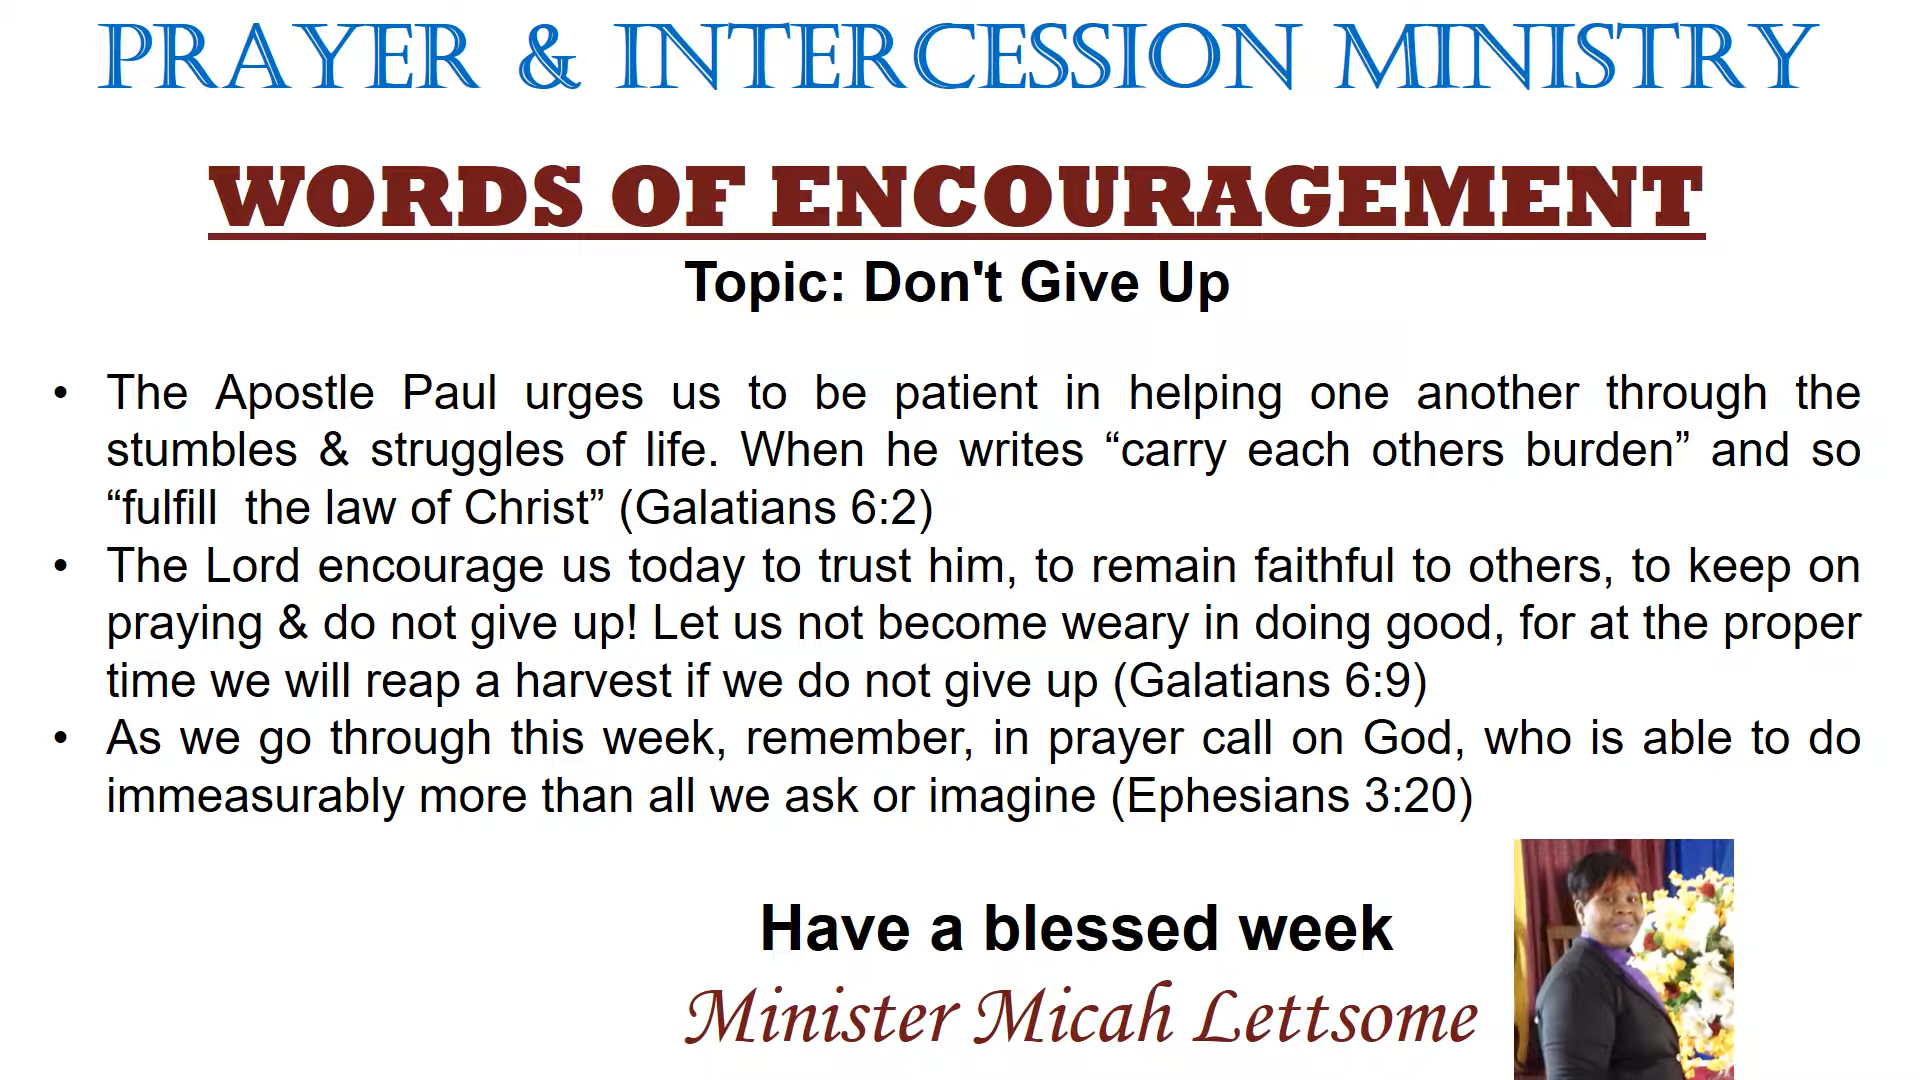 PRAYER & INTERCESSION MINISTRY
WORDS OF ENCOURAGEMENT
Topic: Don't Give Up
• The Apostle Paul urges us to be patient in helping one another through the
stumbles & struggles of life. When he writes “carry each others burden” and so
“fulfill  the law of Christ” (Galatians 6:2)
• The Lord encourage us today to trust him, to remain faithful to others, to keep on
praying & do not give up! Let us not become weary in doing good, for at the proper
time we will reap a harvest if we do not give up (Galatians 6:9)
• As we go through this week, remember, in prayer call on God, who is able to do
immeasurably more than all we ask or imagine (Ephesians 3:20)
Have a blessed week
Minister Micah Lettsome